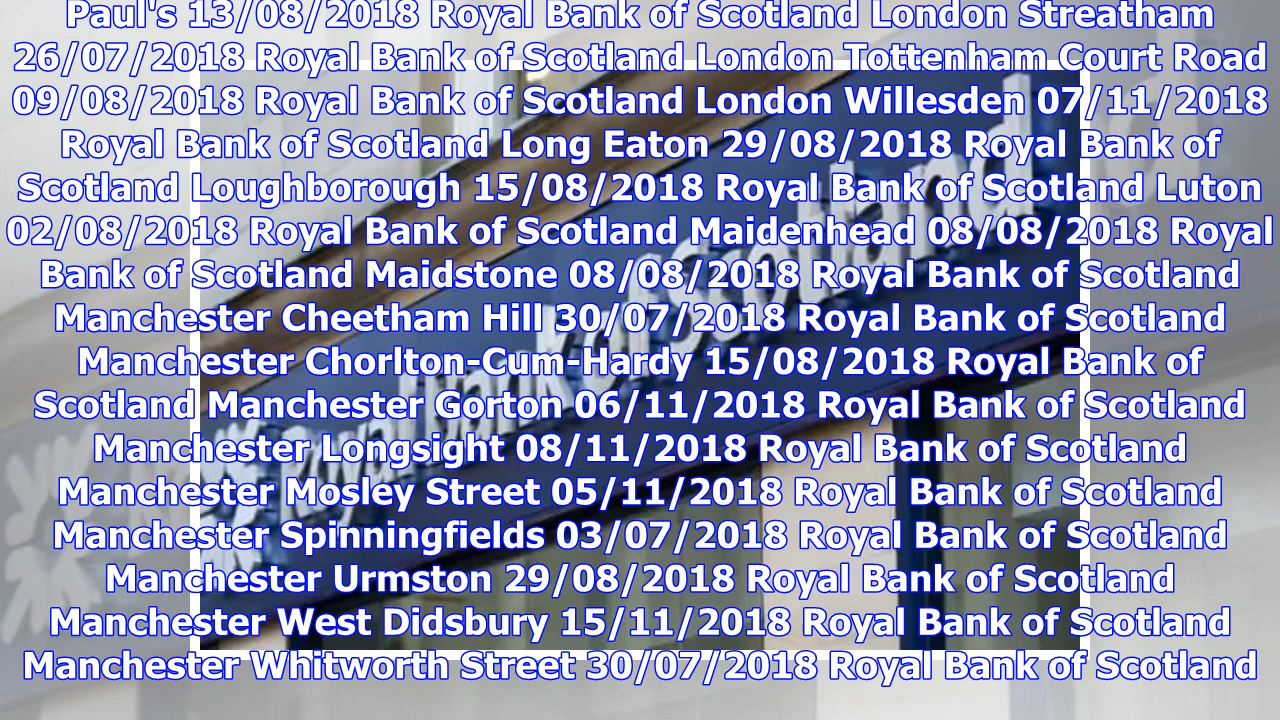 Paul's 13/08/2018 Royal Bank of Scotland London Streatham
26/07/2018 Royal Bank of Scotland London Tottenham Court Road
09/08/2018 Royal Bank of Scotland London Willesden 07/11/2018
Royal Bank of Scotland Long Eaton 29/08/2018 Royal Bank of
Scotland Loughborough 15/08/2018 Royal Bank of Scotland Luton
02/08/2018 Royal Bank of Scotland Maidenhead 08/08/2018 Royal
Bank of Scotland Maidstone 08/08/2018 Royal Bank of Scotland
Manchester Cheetham Hill 30/07/2018 Royal Bank of Scotland
Manchester Chorlton-Cum-Hardy 15/08/2018 Royal Bank of
Scotland Manchester Gorton 06/11/2018 Royal Bank of Scotland
Manchester Longsight 08/11/2018 Royal Bank of Scotland
Manchester Mosley Street 05/11/2018 Royal Bank of Scotland
Manchester Spinningfields 03/07/2018 Royal Bank of Scotland
Manchester Urmston 29/08/2018 Royal Bank of Scotland
Manchester West Didsbury 15/11/2018 Royal Bank of Scotland
Manchester Whitworth Street 30/07/2018 Royal Bank of Scotland
Royal Bank of Scotland